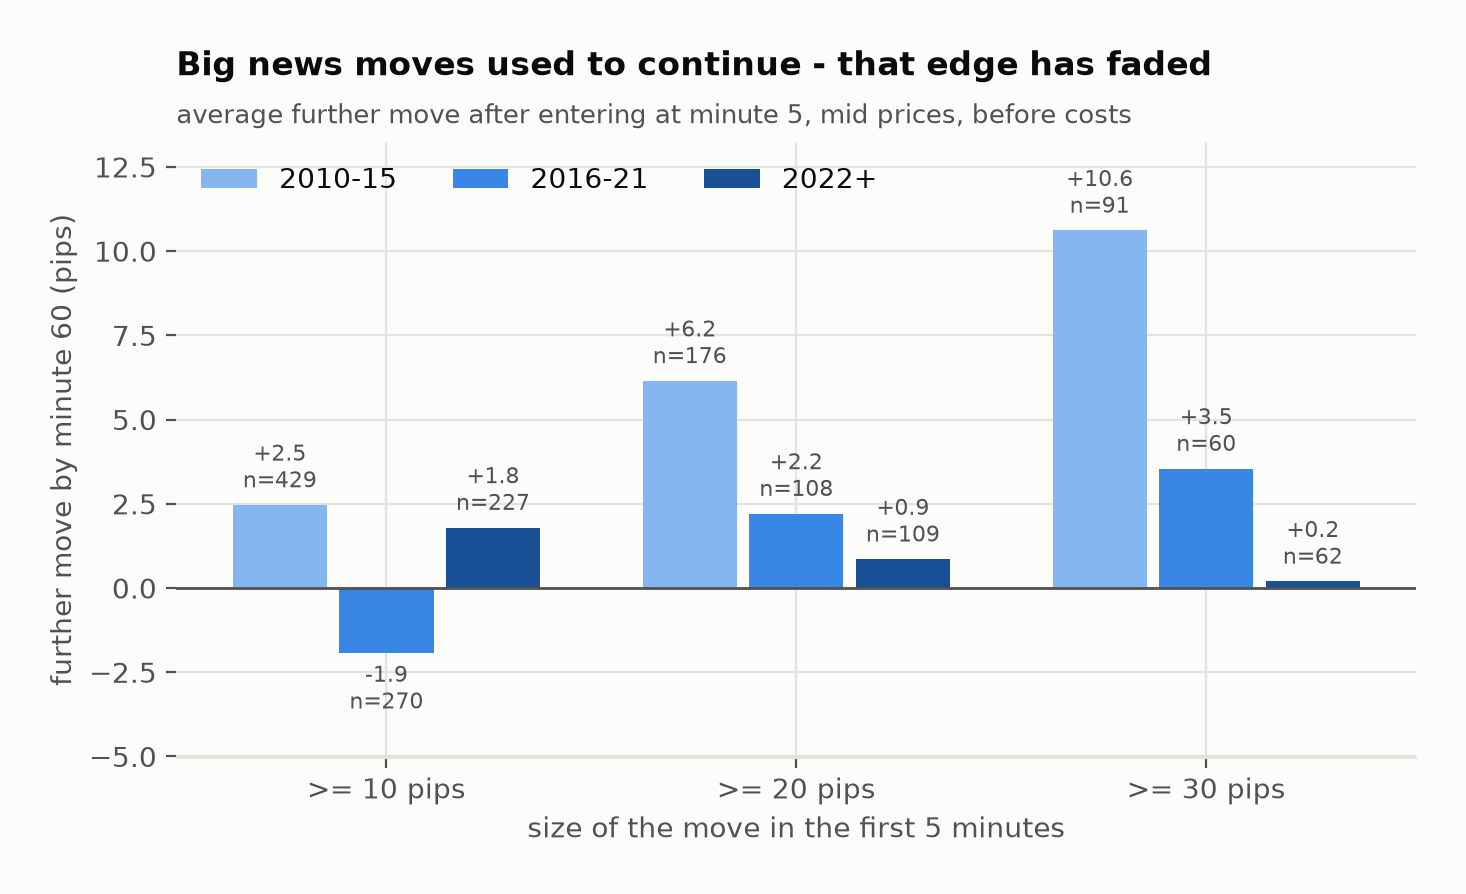 Big news moves used to continue - that edge has faded
average further move after entering at minute 5, mid prices, before costs
2010-15
2016-21
2022+
further move by minute 60 (pips)
12.5
10.0
7.5
5.0
2.5
0.0
−2.5
−5.0
+2.5
n=429
-1.9
n=270
+1.8
n=227
+6.2
n=176
+2.2
n=108
+0.9
n=109
+10.6
n=91
+3.5
n=60
+0.2
n=62
>= 10 pips
>= 20 pips
>= 30 pips
size of the move in the first 5 minutes